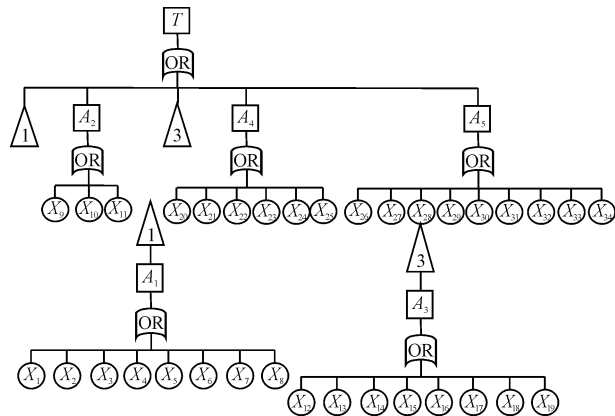 T
OR
1 A₂ 3 A₄ A₅
OR OR OR
X₉ X₁₀ X₁₁ X₂₀ X₂₁ X₂₂ X₂₃ X₂₄ X₂₅ X₂₆ X₂₇ X₂₈ X₂₉ X₃₀ X₃₁ X₃₂ X₃₃ X₃₄
1 3
A₁ A₃
OR OR
X₁ X₂ X₃ X₄ X₅ X₆ X₇ X₈
X₁₂ X₁₃ X₁₄ X₁₅ X₁₆ X₁₇ X₁₈ X₁₉